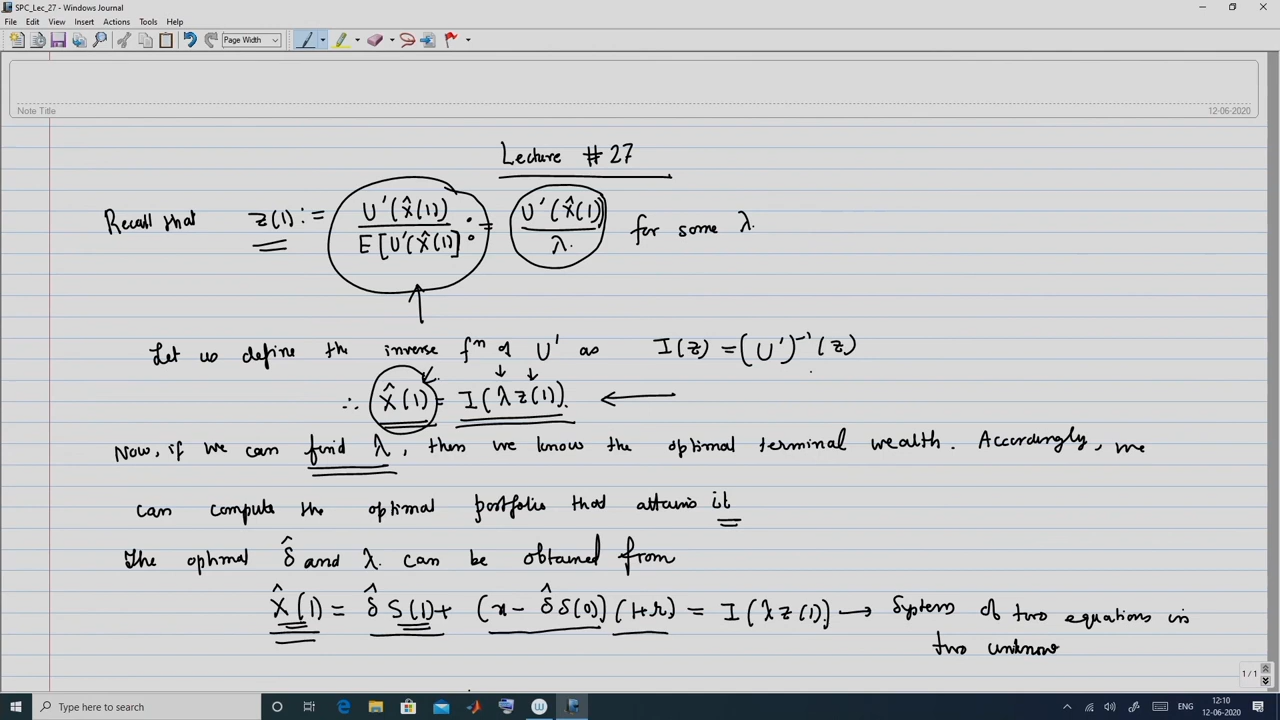 SPC_Lec_27 - Windows Journal
File Edit View Insert Actions Tools Help
Page Width
Note Title
12-06-2020
Lecture #27
Recall that z(1) := U'(X̂(1)) / E[U'(X̂(1)] = U'(X̂(1)) / λ for some λ.
Let us define the inverse fⁿ of U' as I(z) = (U')⁻¹(z)
∴ X̂(1) = I(λz(1)).
Now, if we can find λ, then we know the optimal terminal wealth. Accordingly, we
can compute the optimal portfolio that attains it
The optimal δ̂ and λ can be obtained from
X̂(1) = δ̂ S(1) + (x - δ̂ S(0)) (1+r) = I(λz(1)) → System of two equations in
two unknown
1/1
Type here to search
ENG
12:10
12-06-2020